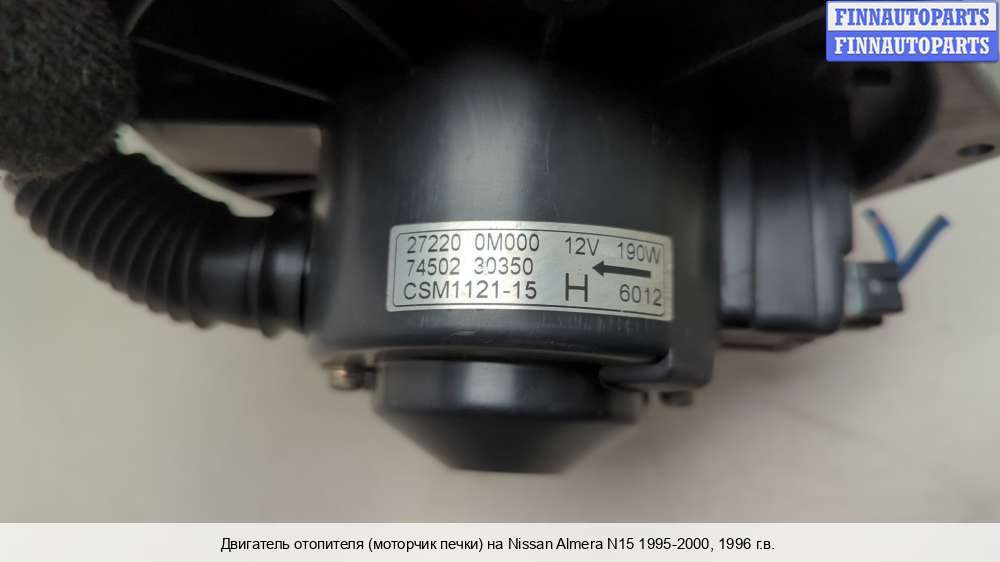 FINNAUTOPARTS
FINNAUTOPARTS
27220 0M000 12V 190W
74502 30350
CSM1121-15 H 6012
Двигатель отопителя (моторчик печки) на Nissan Almera N15 1995-2000, 1996 г.в.